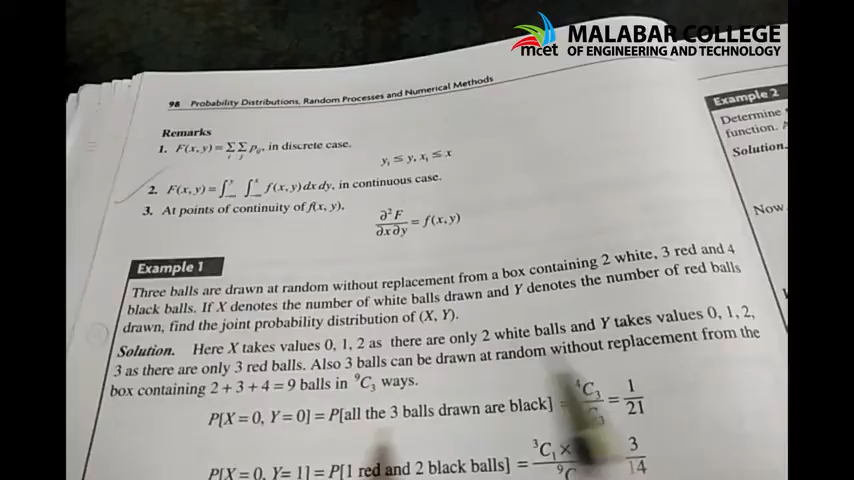 MALABAR COLLEGE
OF ENGINEERING AND TECHNOLOGY
mcet
98 Probability Distributions, Random Processes and Numerical Methods
Remarks
1. F(x, y) = Σ_i Σ_j p_ij, in discrete case.
y_j ≤ y, x_i ≤ x
2. F(x, y) = ∫_{-∞}^{y} ∫_{-∞}^{x} f(x, y) dx dy, in continuous case.
3. At points of continuity of f(x, y),
∂²F/∂x∂y = f(x, y)
Example 1
Three balls are drawn at random without replacement from a box containing 2 white, 3 red and 4
black balls. If X denotes the number of white balls drawn and Y denotes the number of red balls
drawn, find the joint probability distribution of (X, Y).
Solution. Here X takes values 0, 1, 2 as there are only 2 white balls and Y takes values 0, 1, 2,
3 as there are only 3 red balls. Also 3 balls can be drawn at random without replacement from the
box containing 2 + 3 + 4 = 9 balls in ⁹C₃ ways.
P[X = 0, Y = 0] = P[all the 3 balls drawn are black] = ⁴C₃/C₃ = 1/21
P[X = 0, Y = 1] = P[1 red and 2 black balls] = ³C₁ × /⁹C 3/14
Example 2
Determine
function.
Solution.
Now